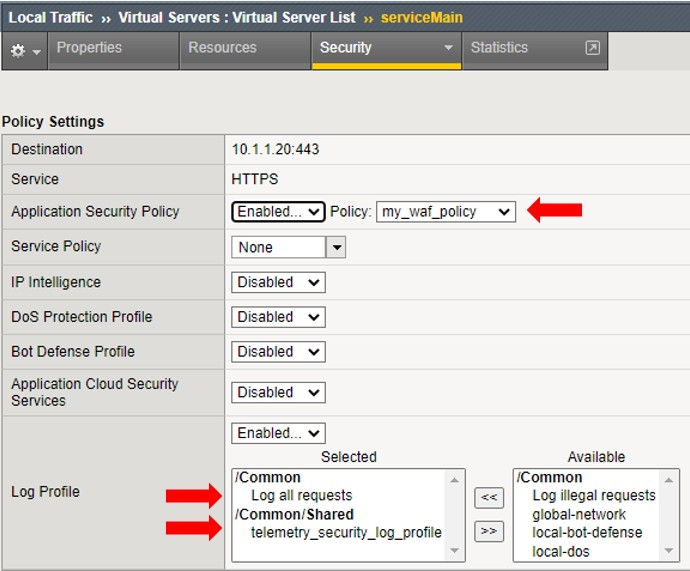 Local Traffic ›› Virtual Servers : Virtual Server List ›› serviceMain
Properties Resources Security Statistics
Policy Settings
Destination 10.1.1.20:443
Service HTTPS
Application Security Policy Enabled... Policy: my_waf_policy
Service Policy None
IP Intelligence Disabled
DoS Protection Profile Disabled
Bot Defense Profile Disabled
Application Cloud Security
Services Disabled
Enabled...
Selected Available
Log Profile
/Common
Log all requests
/Common/Shared
telemetry_security_log_profile
<<
>>
/Common
Log illegal requests
global-network
local-bot-defense
local-dos